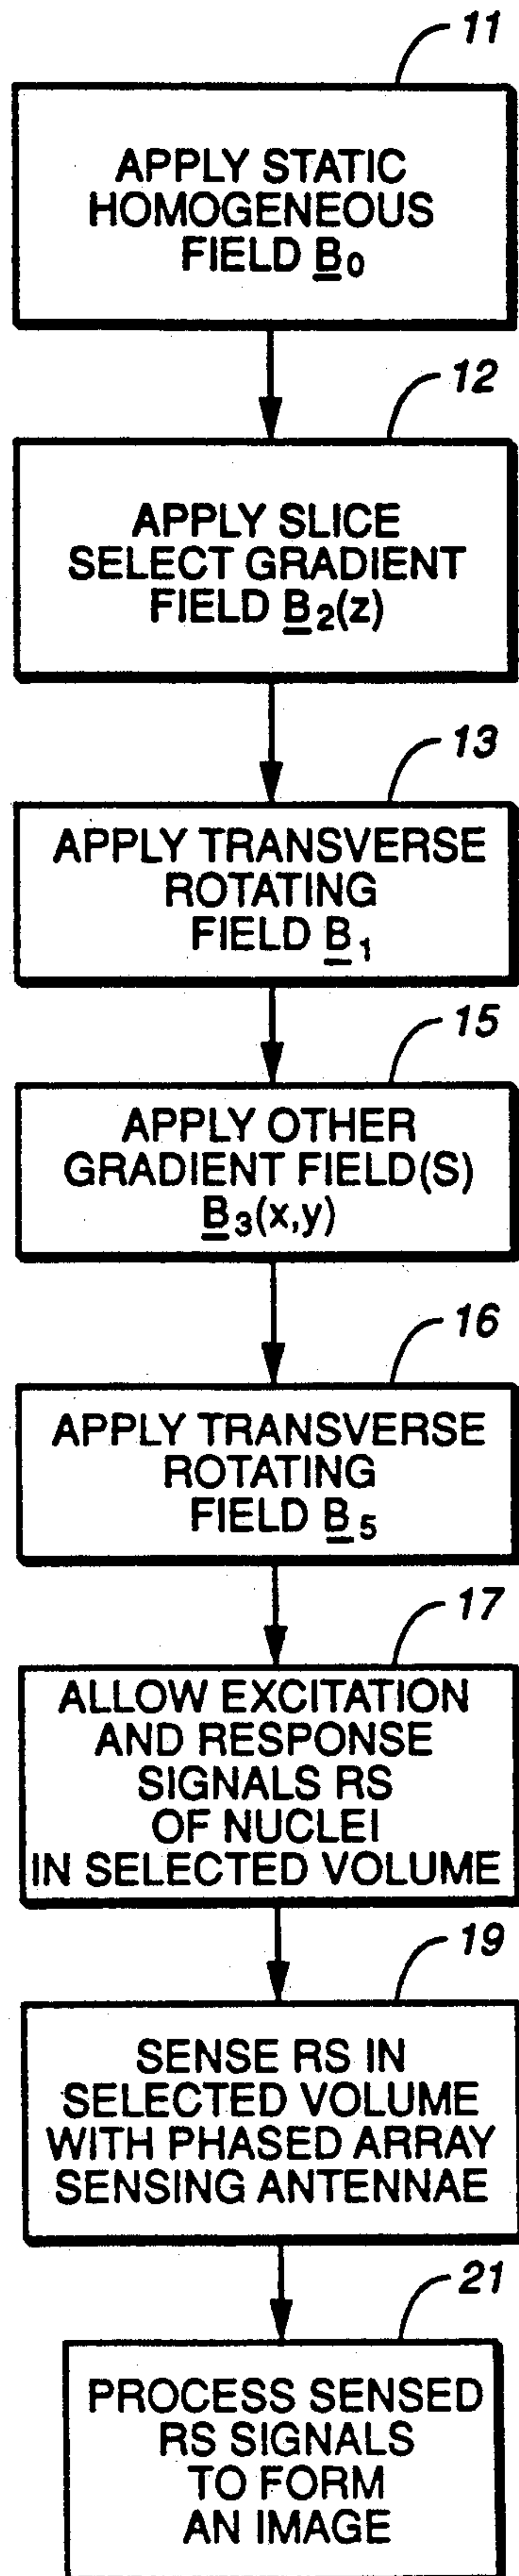 11
APPLY STATIC
HOMOGENEOUS
FIELD B0
12
APPLY SLICE
SELECT GRADIENT
FIELD B2(z)
13
APPLY TRANSVERSE
ROTATING
FIELD B1
15
APPLY OTHER
GRADIENT FIELD(S)
B3(x,y)
16
APPLY TRANSVERSE
ROTATING
FIELD B5
17
ALLOW EXCITATION
AND RESPONSE
SIGNALS RS
OF NUCLEI
IN SELECTED VOLUME
19
SENSE RS IN
SELECTED VOLUME
WITH PHASED ARRAY
SENSING ANTENNAE
21
PROCESS SENSED
RS SIGNALS
TO FORM
AN IMAGE